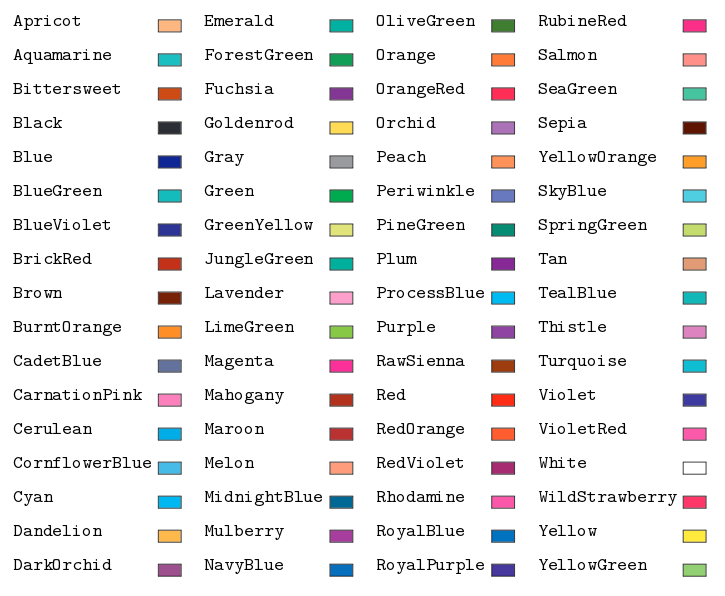 Apricot Emerald OliveGreen RubineRed
Aquamarine ForestGreen Orange Salmon
Bittersweet Fuchsia OrangeRed SeaGreen
Black Goldenrod Orchid Sepia
Blue Gray Peach YellowOrange
BlueGreen Green Periwinkle SkyBlue
BlueViolet GreenYellow PineGreen SpringGreen
BrickRed JungleGreen Plum Tan
Brown Lavender ProcessBlue TealBlue
BurntOrange LimeGreen Purple Thistle
CadetBlue Magenta RawSienna Turquoise
CarnationPink Mahogany Red Violet
Cerulean Maroon RedOrange VioletRed
CornflowerBlue Melon RedViolet White
Cyan MidnightBlue Rhodamine WildStrawberry
Dandelion Mulberry RoyalBlue Yellow
DarkOrchid NavyBlue RoyalPurple YellowGreen